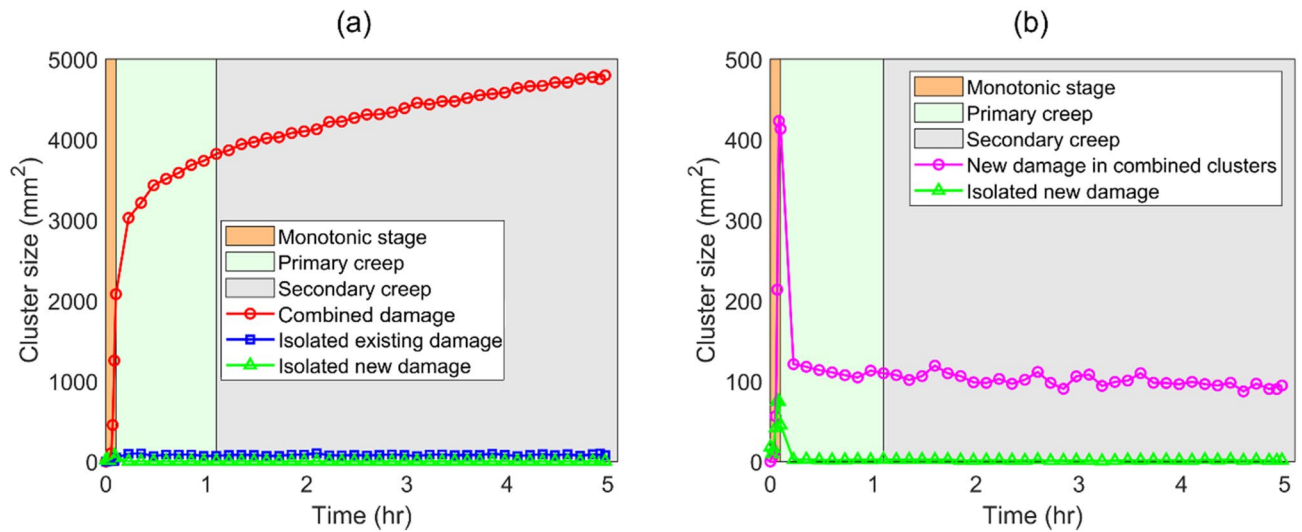 (a)
Cluster size (mm2)
5000
4000
3000
2000
1000
0
0
1
2
3
4
5
Time (hr)
Monotonic stage
Primary creep
Secondary creep
Combined damage
Isolated existing damage
Isolated new damage
(b)
Cluster size (mm2)
500
400
300
200
100
0
0
1
2
3
4
5
Time (hr)
Monotonic stage
Primary creep
Secondary creep
New damage in combined clusters
Isolated new damage